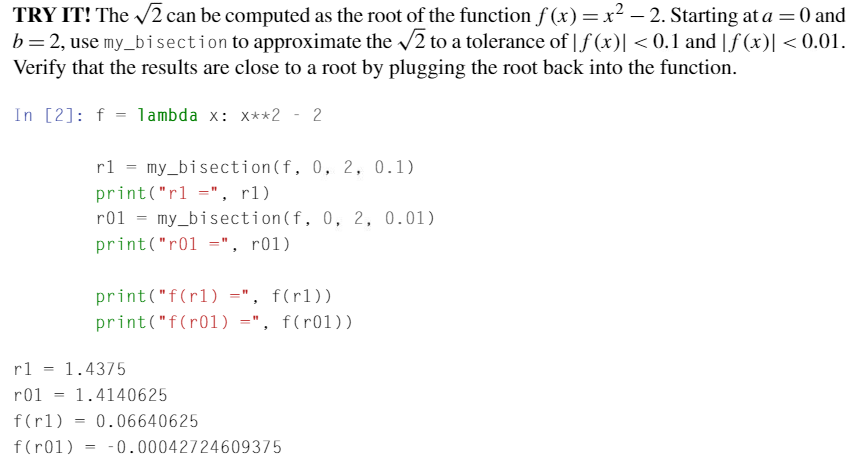 TRY IT! The √2 can be computed as the root of the function f(x) = x² − 2. Starting at a = 0 and
b = 2, use my_bisection to approximate the √2 to a tolerance of |f(x)| < 0.1 and |f(x)| < 0.01.
Verify that the results are close to a root by plugging the root back into the function.
In [2]: f = lambda x: x**2 - 2
r1 = my_bisection(f, 0, 2, 0.1)
print("r1 =", r1)
r01 = my_bisection(f, 0, 2, 0.01)
print("r01 =", r01)
print("f(r1) =", f(r1))
print("f(r01) =", f(r01))
r1 = 1.4375
r01 = 1.4140625
f(r1) = 0.06640625
f(r01) = -0.00042724609375